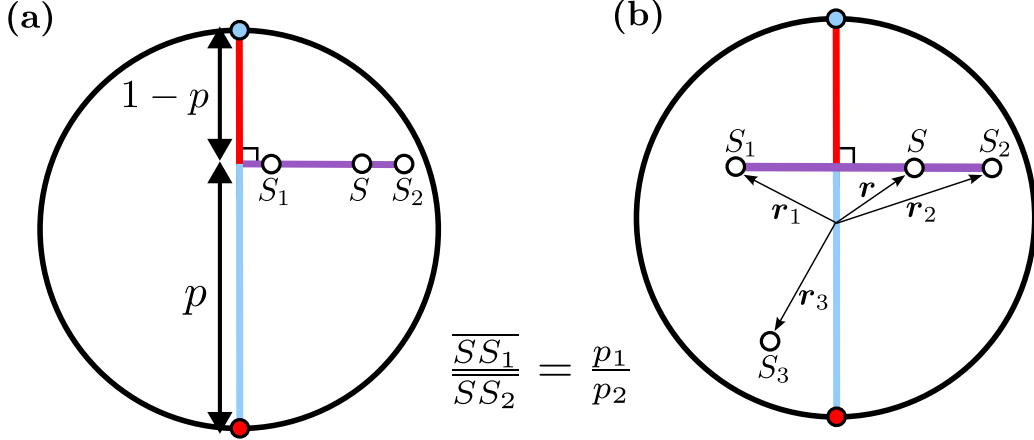 (a)
1 − p
S₁ S S₂
p
SS₁/SS₂ = p₁/p₂
(b)
S₁ S S₂
r
r₁ r₂
r₃
S₃